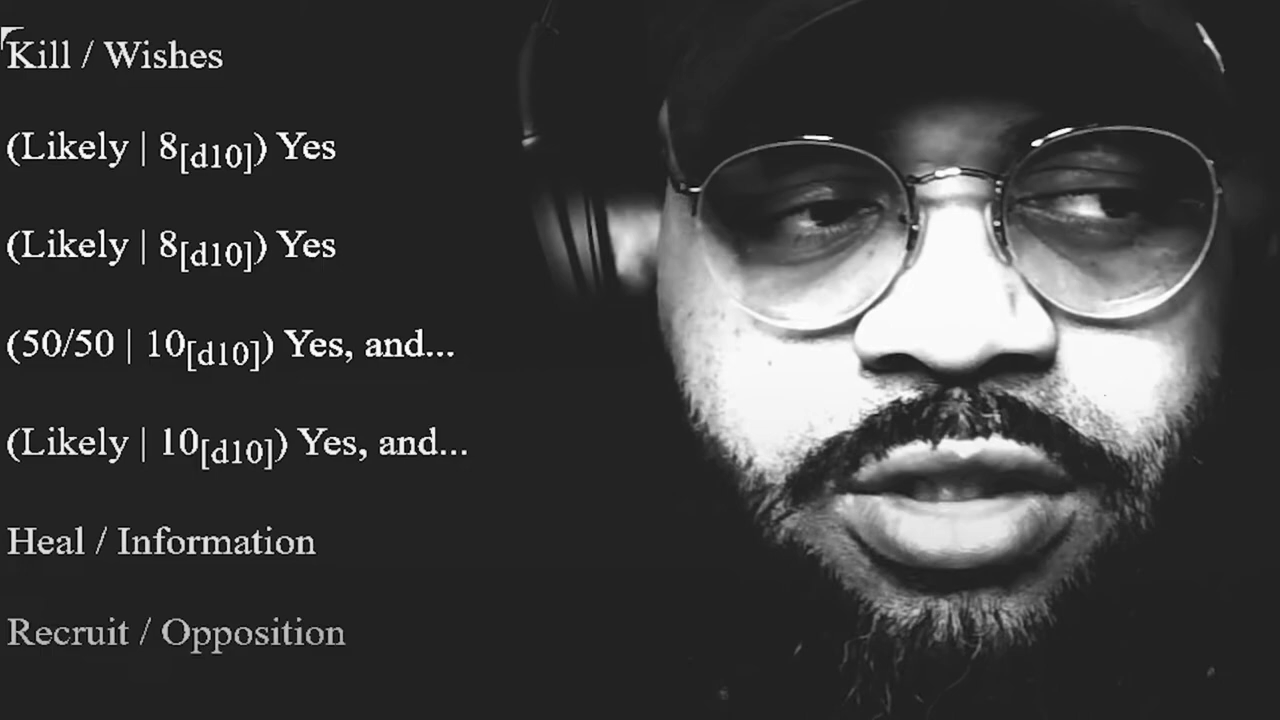 Kill / Wishes
(Likely | 8[d10]) Yes
(Likely | 8[d10]) Yes
(50/50 | 10[d10]) Yes, and...
(Likely | 10[d10]) Yes, and...
Heal / Information
Recruit / Opposition